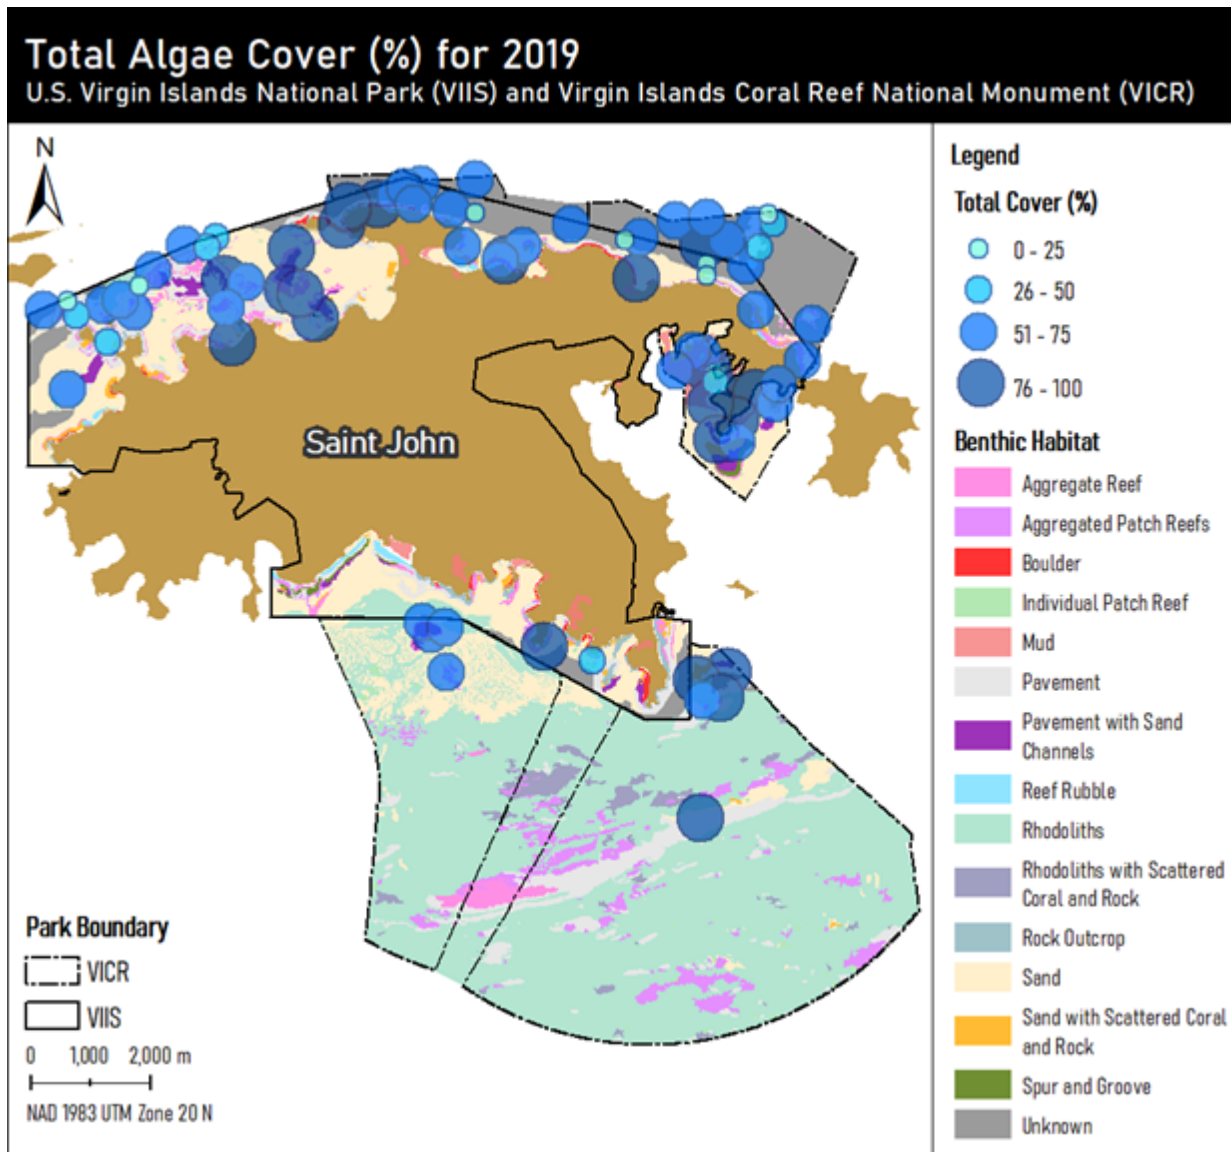 Total Algae Cover (%) for 2019
U.S. Virgin Islands National Park (VIIS) and Virgin Islands Coral Reef National Monument (VICR)
N
Saint John
Park Boundary
VICR
VIIS
0 1,000 2,000 m
NAD 1983 UTM Zone 20 N
Legend
Total Cover (%)
0 - 25
26 - 50
51 - 75
76 - 100
Benthic Habitat
Aggregate Reef
Aggregated Patch Reefs
Boulder
Individual Patch Reef
Mud
Pavement
Pavement with Sand
Channels
Reef Rubble
Rhodoliths
Rhodoliths with Scattered
Coral and Rock
Rock Outcrop
Sand
Sand with Scattered Coral
and Rock
Spur and Groove
Unknown